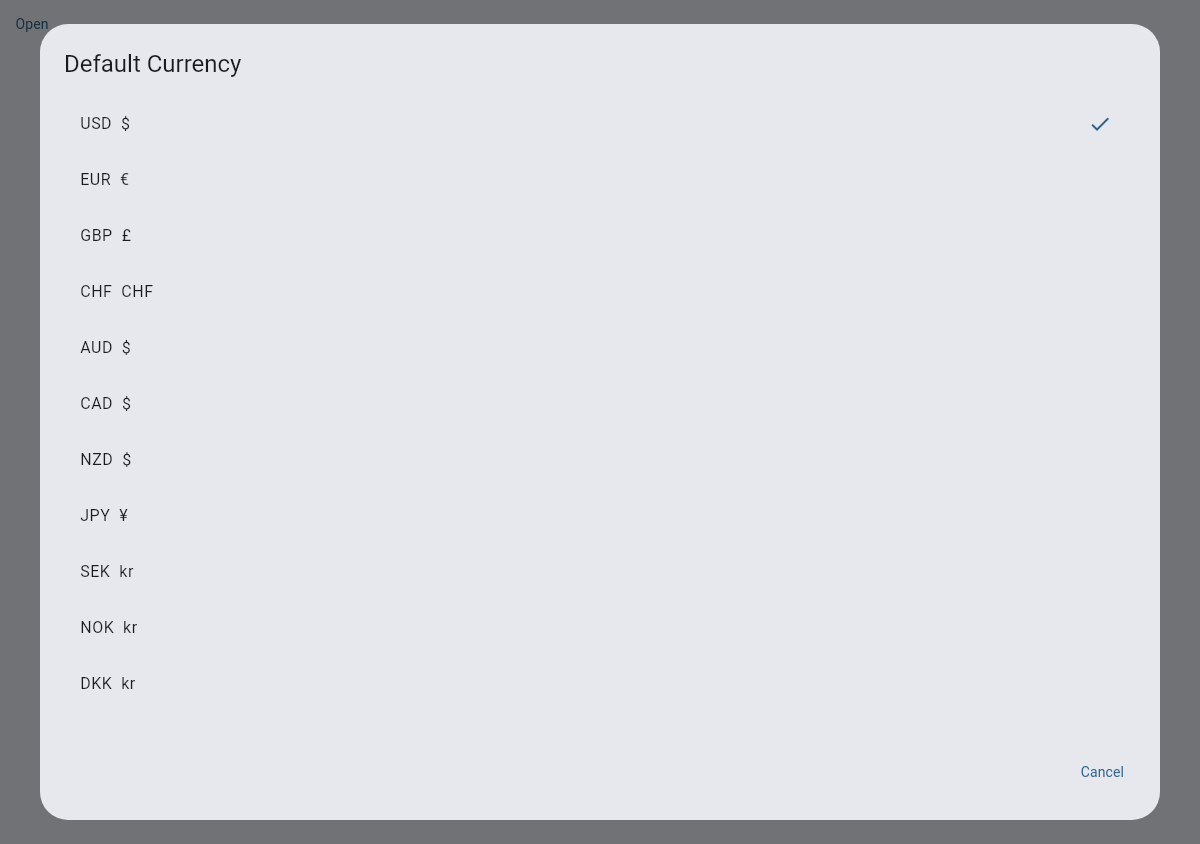 Open
Default Currency
USD $
EUR €
GBP £
CHF CHF
AUD $
CAD $
NZD $
JPY ¥
SEK kr
NOK kr
DKK kr
Cancel